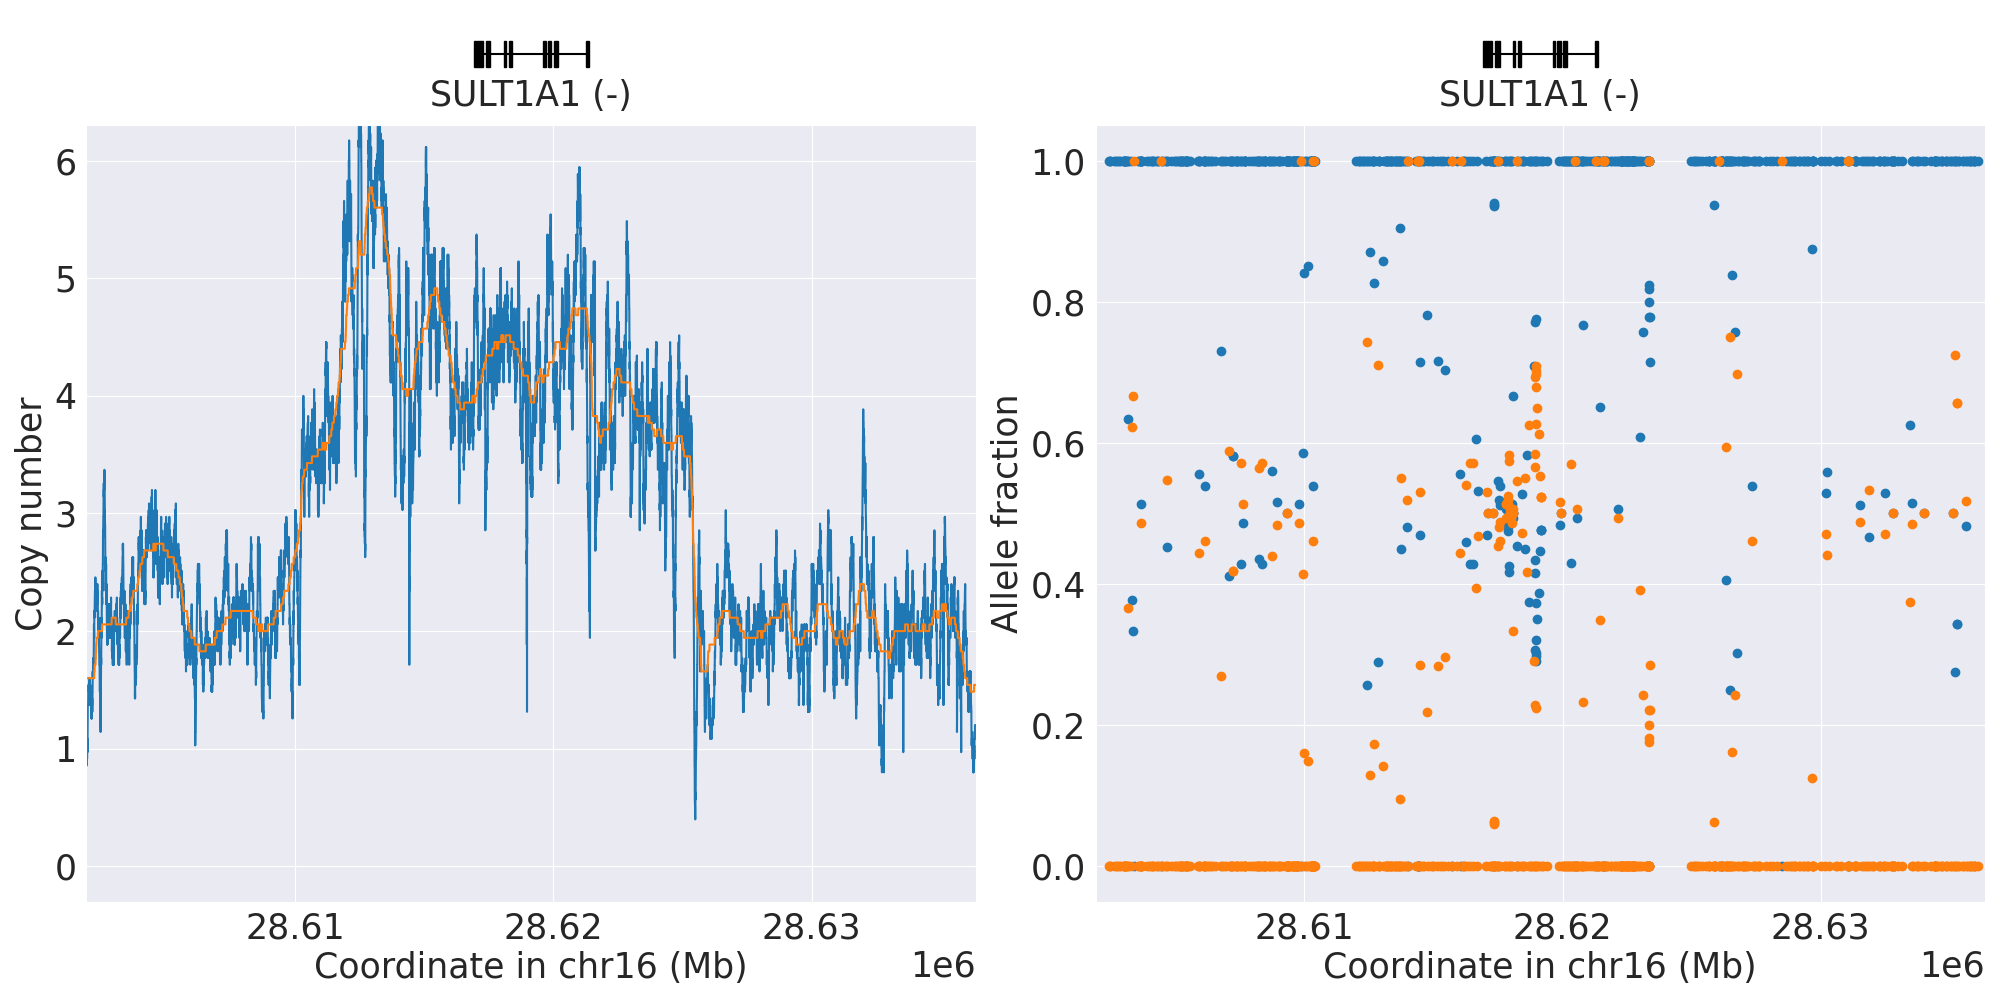 SULT1A1 (-)
6
5
4
3
2
1
0
Copy number
28.61
28.62
28.63
Coordinate in chr16 (Mb)
1e6
SULT1A1 (-)
1.0
0.8
0.6
0.4
0.2
0.0
Allele fraction
28.61
28.62
28.63
Coordinate in chr16 (Mb)
1e6